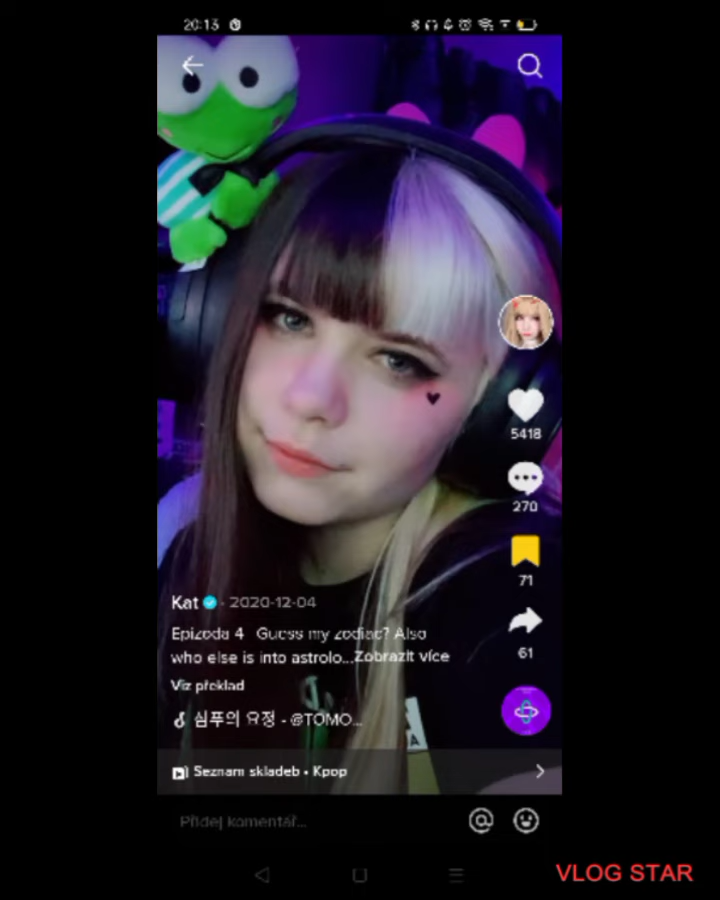 20:13
5418
270
71
Kat · 2020-12-04
Epizoda 4 Guess my zodiac? Also
who else is into astrolo...Zobrazit více
61
Viz překlad
심푸의 요정 - @TOMO...
A
Seznam skladeb • Kpop
Přidej komentář...
VLOG STAR